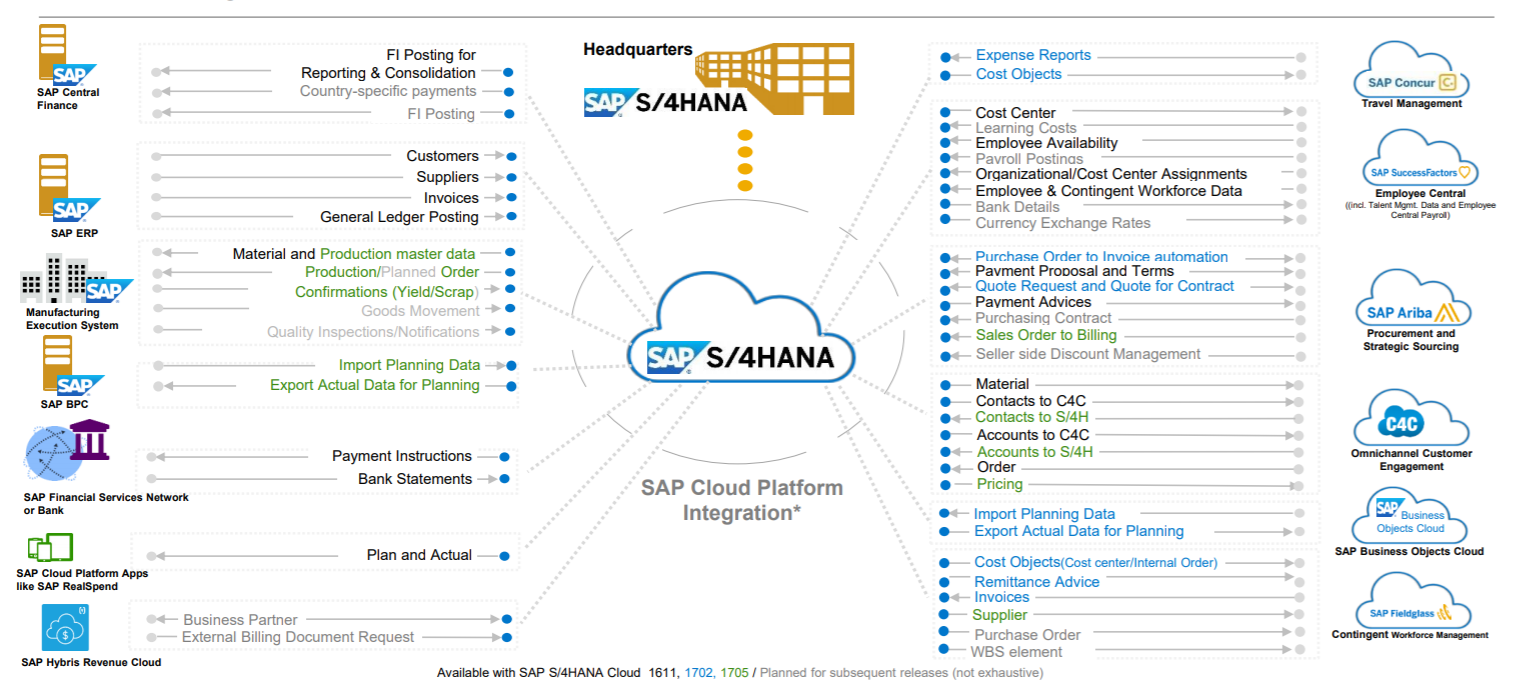 Headquarters
SAP S/4HANA
SAP
SAP Central
Finance
FI Posting for
Reporting & Consolidation
Country-specific payments
FI Posting
SAP
SAP ERP
Customers
Suppliers
Invoices
General Ledger Posting
SAP
Manufacturing
Execution System
Material and Production master data
Production/Planned Order
Confirmations (Yield/Scrap)
Goods Movement
Quality Inspections/Notifications
SAP
SAP BPC
Import Planning Data
Export Actual Data for Planning
SAP Financial Services Network
or Bank
Payment Instructions
Bank Statements
SAP Cloud Platform Apps
like SAP RealSpend
Plan and Actual
$
SAP Hybris Revenue Cloud
Business Partner
External Billing Document Request
SAP S/4HANA
SAP Cloud Platform
Integration*
Expense Reports
Cost Objects
SAP Concur C.
Travel Management
Cost Center
Learning Costs
Employee Availability
Payroll Postings
Organizational/Cost Center Assignments
Employee & Contingent Workforce Data
Bank Details
Currency Exchange Rates
SAP SuccessFactors
Employee Central
((incl. Talent Mgmt. Data and Employee
Central Payroll)
Purchase Order to Invoice automation
Payment Proposal and Terms
Quote Request and Quote for Contract
Payment Advices
Purchasing Contract
Sales Order to Billing
Seller side Discount Management
SAP Ariba
Procurement and
Strategic Sourcing
Material
Contacts to C4C
Contacts to S/4H
Accounts to C4C
Accounts to S/4H
Order
Pricing
C4C
Omnichannel Customer
Engagement
Import Planning Data
Export Actual Data for Planning
SAP Business
Objects Cloud
SAP Business Objects Cloud
Cost Objects(Cost center/Internal Order)
Remittance Advice
Invoices
Supplier
Purchase Order
WBS element
SAP Fieldglass
Contingent Workforce Management
Available with SAP S/4HANA Cloud 1611, 1702, 1705 / Planned for subsequent releases (not exhaustive)